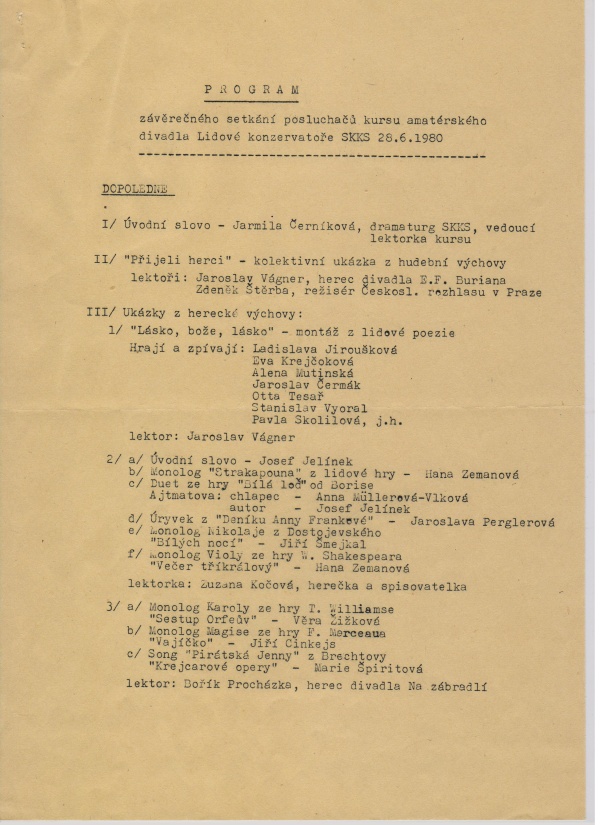 P R O G R A M
závěrečného setkání posluchačů kursu amatérského
divadla Lidové konzervatoře SKKS 28.6.1980
DOPOLEDNE
I/ Úvodní slovo - Jarmila Černíková, dramaturg SKKS, vedoucí
lektorka kursu
II/ "Přijeli herci" - kolektivní ukázka z hudební výchovy
lektoři: Jaroslav Vágner, herec divadla E.F. Buriana
Zdeněk Štěrba, režisér Českosl. rozhlasu v Praze
III/ Ukázky z herecké výchovy:
1/ "Lásko, bože, lásko" - montáž z lidové poezie
Hrají a zpívají: Ladislava Jiroušková
Eva Krejčoková
Alena Mutinská
Jaroslav Čermák
Otta Tesař
Stanislav Vyoral
Pavla Skolilová, j.h.
lektor: Jaroslav Vágner
2/ a/ Úvodní slovo - Josef Jelínek
b/ Monolog "Strakapouna" z lidové hry - Hana Zemanová
c/ Duet ze hry "Bílá loď" od Borise
Ajtmatova: chlapec - Anna Müllerová-Vlková
autor - Josef Jelínek
d/ Úryvek z "Deníku Anny Frankové" - Jaroslava Perglerová
e/ Monolog Nikolaje z Dostojevského
"Bílých nocí" - Jiří Šmejkal
f/ Monolog Violy ze hry W. Shakespeara
"Večer tříkrálový" - Hana Zemanová
lektorka: Zuzana Kočová, herečka a spisovatelka
3/ a/ Monolog Karoly ze hry T. Williamse
"Sestup Orfeův" - Věra Žižková
b/ Monolog Magise ze hry F. Marceaua
"Vajíčko" - Jiří Cinkejs
c/ Song "Pirátská Jenny" z Brechtovy
"Krejcarové opery" - Marie Špiritová
lektor: Bořík Procházka, herec divadla Na zábradlí